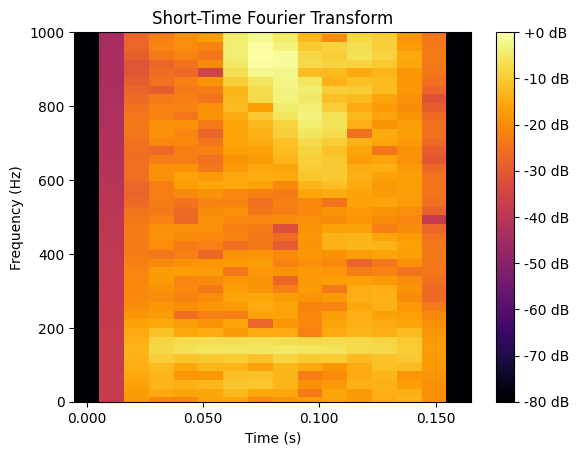 Short-Time Fourier Transform
1000
800
600
400
200
0
Frequency (Hz)
0.000
0.050
0.100
0.150
Time (s)
+0 dB
-10 dB
-20 dB
-30 dB
-40 dB
-50 dB
-60 dB
-70 dB
-80 dB